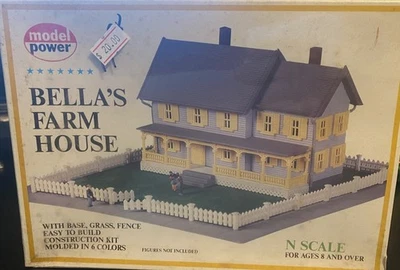 model
power
20.00
BELLA'S
FARM
HOUSE
WITH BASE, GRASS, FENCE
EASY TO BUILD
CONSTRUCTION KIT
MOLDED IN 6 COLORS
FIGURES NOT INCLUDED
N SCALE
FOR AGES 8 AND OVER